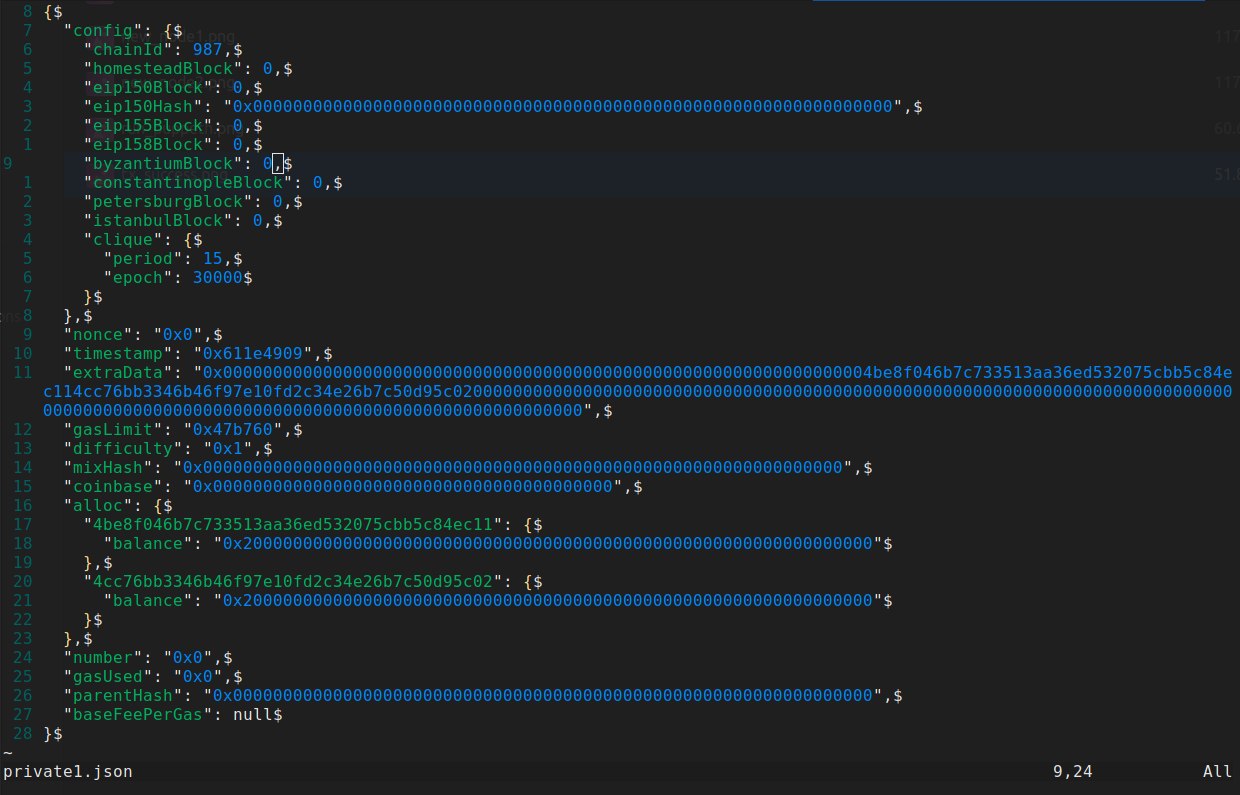 8 {$
7 "config": {$
6 "chainId": 987,$
5 "homesteadBlock": 0,$
4 "eip150Block": 0,$
3 "eip150Hash": "0x0000000000000000000000000000000000000000000000000000000000000000",$
2 "eip155Block": 0,$
1 "eip158Block": 0,$
9 "byzantiumBlock": 0,$
1 "constantinopleBlock": 0,$
2 "petersburgBlock": 0,$
3 "istanbulBlock": 0,$
4 "clique": {$
5 "period": 15,$
6 "epoch": 30000$
7 }$
8 },$
9 "nonce": "0x0",$
10 "timestamp": "0x611e4909",$
11 "extraData": "0x00000000000000000000000000000000000000000000000000000000000000004be8f046b7c733513aa36ed532075cbb5c84e
c114cc76bb3346b46f97e10fd2c34e26b7c50d95c020000000000000000000000000000000000000000000000000000000000000000000000000000
000000000000000000000000000000000000000000000000000000",$
12 "gasLimit": "0x47b760",$
13 "difficulty": "0x1",$
14 "mixHash": "0x0000000000000000000000000000000000000000000000000000000000000000",$
15 "coinbase": "0x0000000000000000000000000000000000000000",$
16 "alloc": {$
17 "4be8f046b7c733513aa36ed532075cbb5c84ec11": {$
18 "balance": "0x200000000000000000000000000000000000000000000000000000000000000"$
19 },$
20 "4cc76bb3346b46f97e10fd2c34e26b7c50d95c02": {$
21 "balance": "0x200000000000000000000000000000000000000000000000000000000000000"$
22 }$
23 },$
24 "number": "0x0",$
25 "gasUsed": "0x0",$
26 "parentHash": "0x0000000000000000000000000000000000000000000000000000000000000000",$
27 "baseFeePerGas": null$
28 }$
~
private1.json 9,24 All